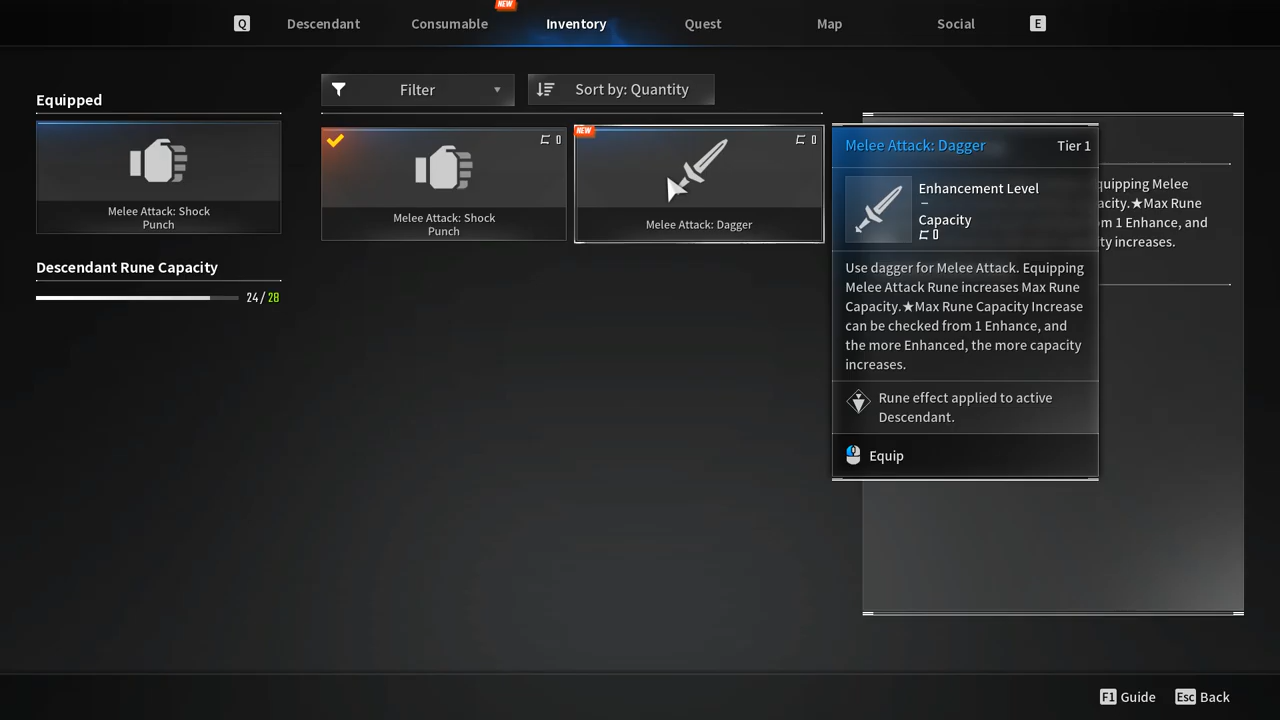 Q Descendant Consumable NEW Inventory Quest Map Social E
Equipped
Melee Attack: Shock
Punch
Descendant Rune Capacity
24/28
Filter
Sort by: Quantity
0
Melee Attack: Shock
Punch
NEW
0
Melee Attack: Dagger
Melee Attack: Dagger Tier 1
Enhancement Level
–
Capacity
0
Use dagger for Melee Attack. Equipping
Melee Attack Rune increases Max Rune
Capacity.★Max Rune Capacity Increase
can be checked from 1 Enhance, and
the more Enhanced, the more capacity
increases.
Rune effect applied to active
Descendant.
Equip
quipping Melee
acity.★Max Rune
m 1 Enhance, and
ty increases.
F1 Guide Esc Back